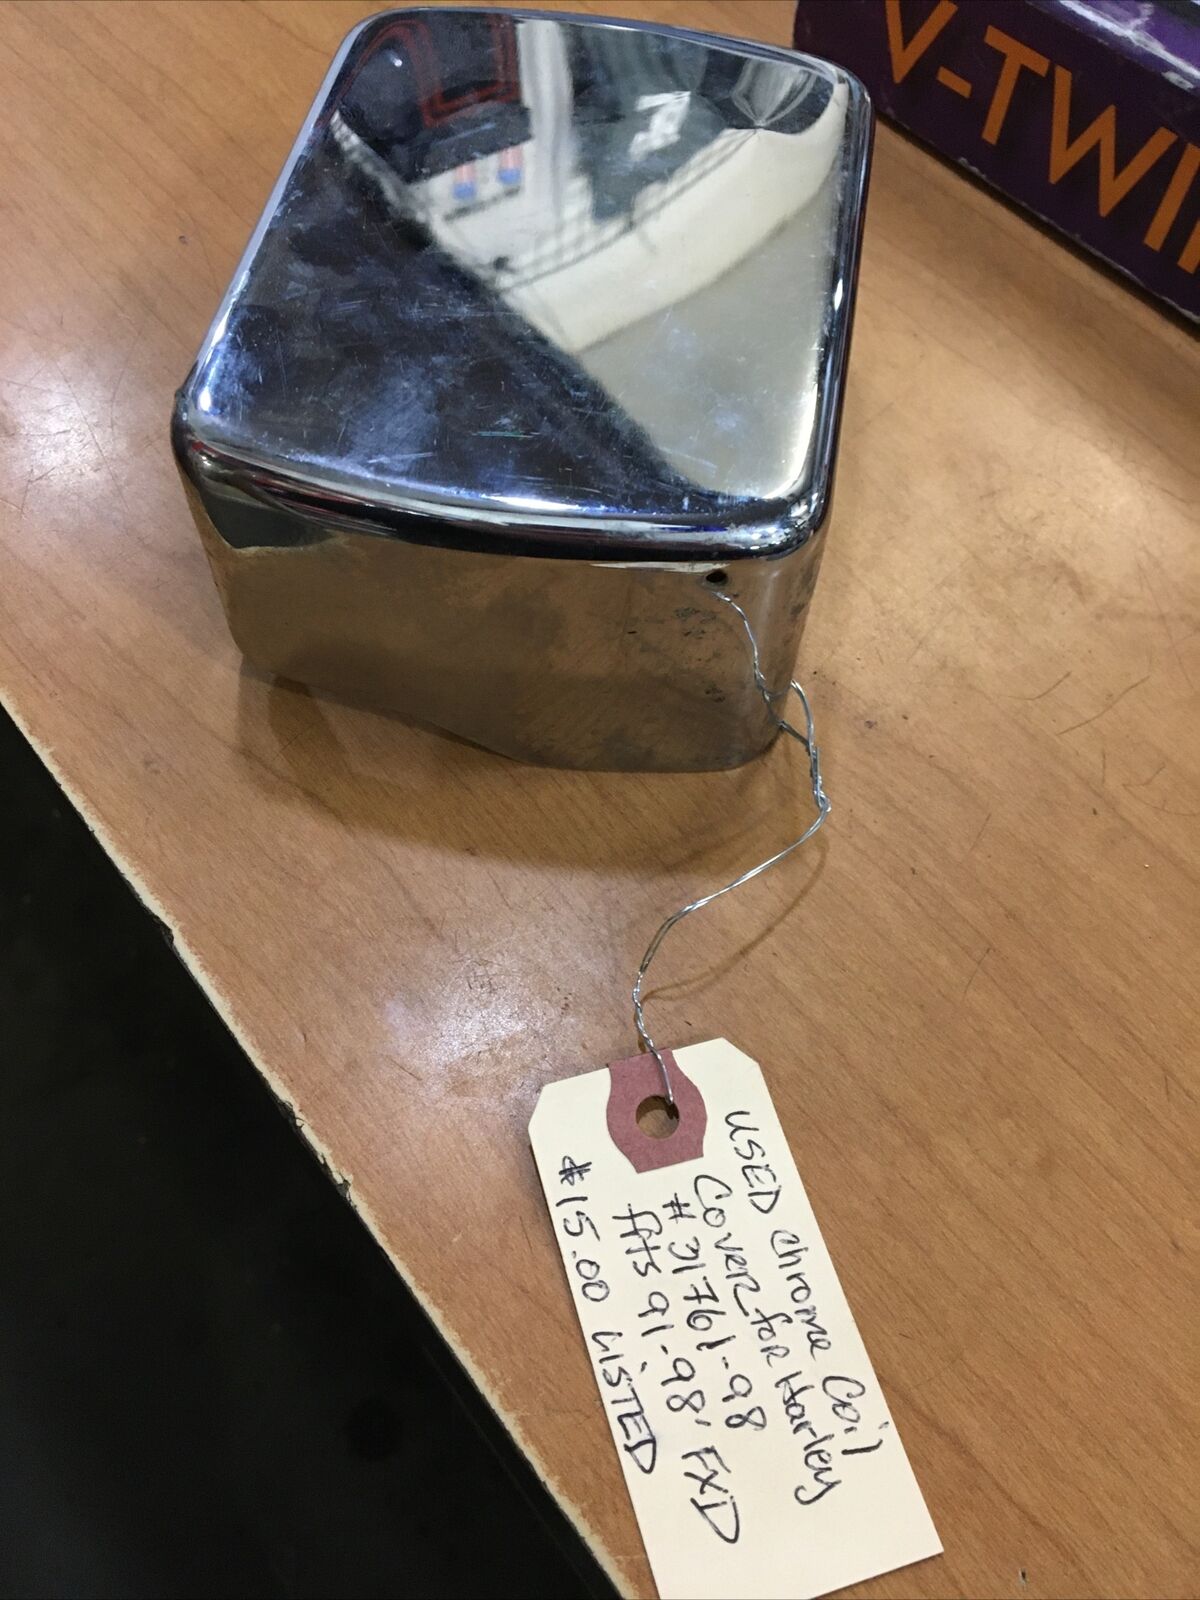 V-TWI
USED chrome Coil
Cover for Harley
# 31761-98
fits 91-98' FXD
$15.00 LISTED